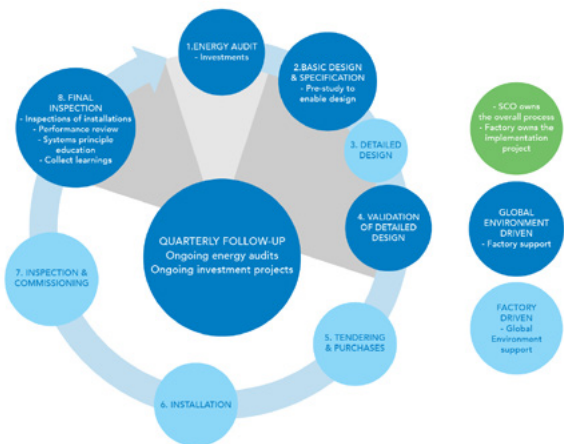 1.ENERGY AUDIT
- Investments
2.BASIC DESIGN
& SPECIFICATION
- Pre-study to
enable design
3. DETAILED
DESIGN
4. VALIDATION
OF DETAILED
DESIGN
5. TENDERING
& PURCHASES
6. INSTALLATION
7. INSPECTION &
COMMISSIONING
8. FINAL
INSPECTION
- Inspections of installations
- Performance review
- Systems principle
education
- Collect learnings
QUARTERLY FOLLOW-UP
Ongoing energy audits
Ongoing investment projects
- SCO owns
the overall process
- Factory owns the
implementation
project
GLOBAL
ENVIRONMENT
DRIVEN
- Factory support
FACTORY
DRIVEN
- Global
Environment
support